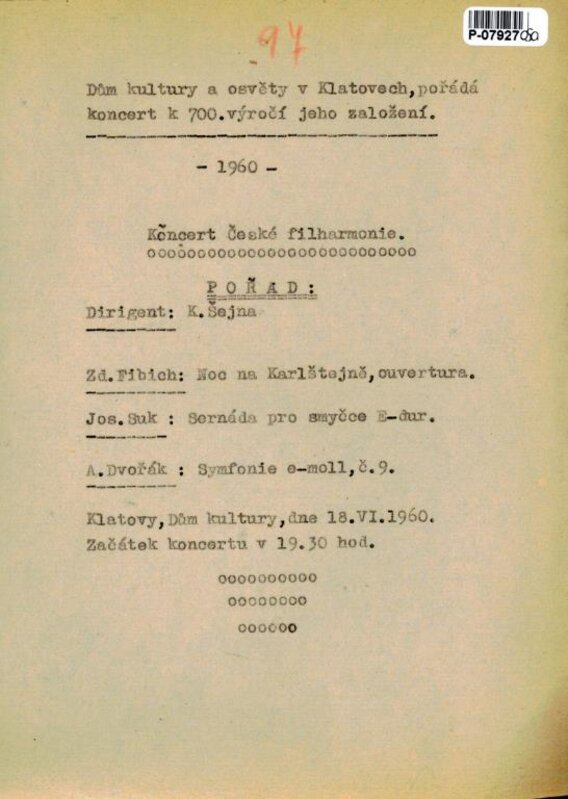 P-07927080
97
Dům kultury a osvěty v Klatovech,pořádá
koncert k 700.výročí jeho založení.
- 1960 -
Koncert České filharmonie.
ooooooooooooooooooooooooooo
POŘAD:
Dirigent: K.Šejna
Zd.Fibich: Noc na Karlštejně,ouvertura.
Jos.Suk : Sernáda pro smyčce E-dur.
A.Dvořák : Symfonie e-moll,č.9.
Klatovy,Dům kultury,dne 18.VI.1960.
Začátek koncertu v 19.30 hod.
oooooooooo
oooooooo
oooooo